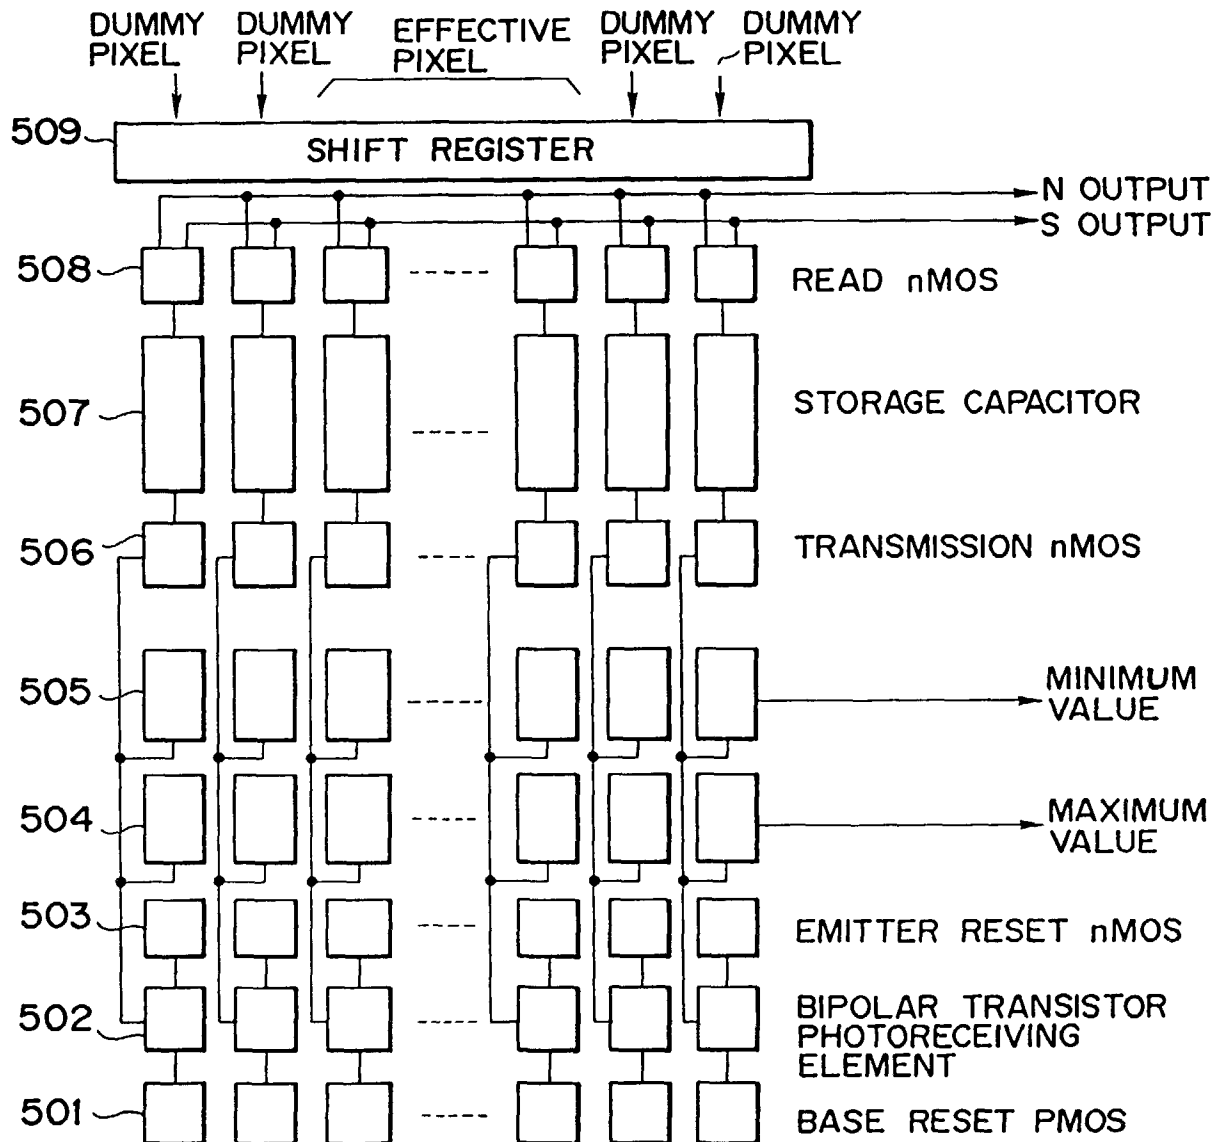 DUMMY PIXEL
DUMMY PIXEL
EFFECTIVE PIXEL
DUMMY PIXEL
DUMMY PIXEL
509
SHIFT REGISTER
N OUTPUT
S OUTPUT
508
READ nMOS
507
STORAGE CAPACITOR
506
TRANSMISSION nMOS
505
MINIMUM VALUE
504
MAXIMUM VALUE
503
EMITTER RESET nMOS
502
BIPOLAR TRANSISTOR
PHOTORECEIVING
ELEMENT
501
BASE RESET PMOS